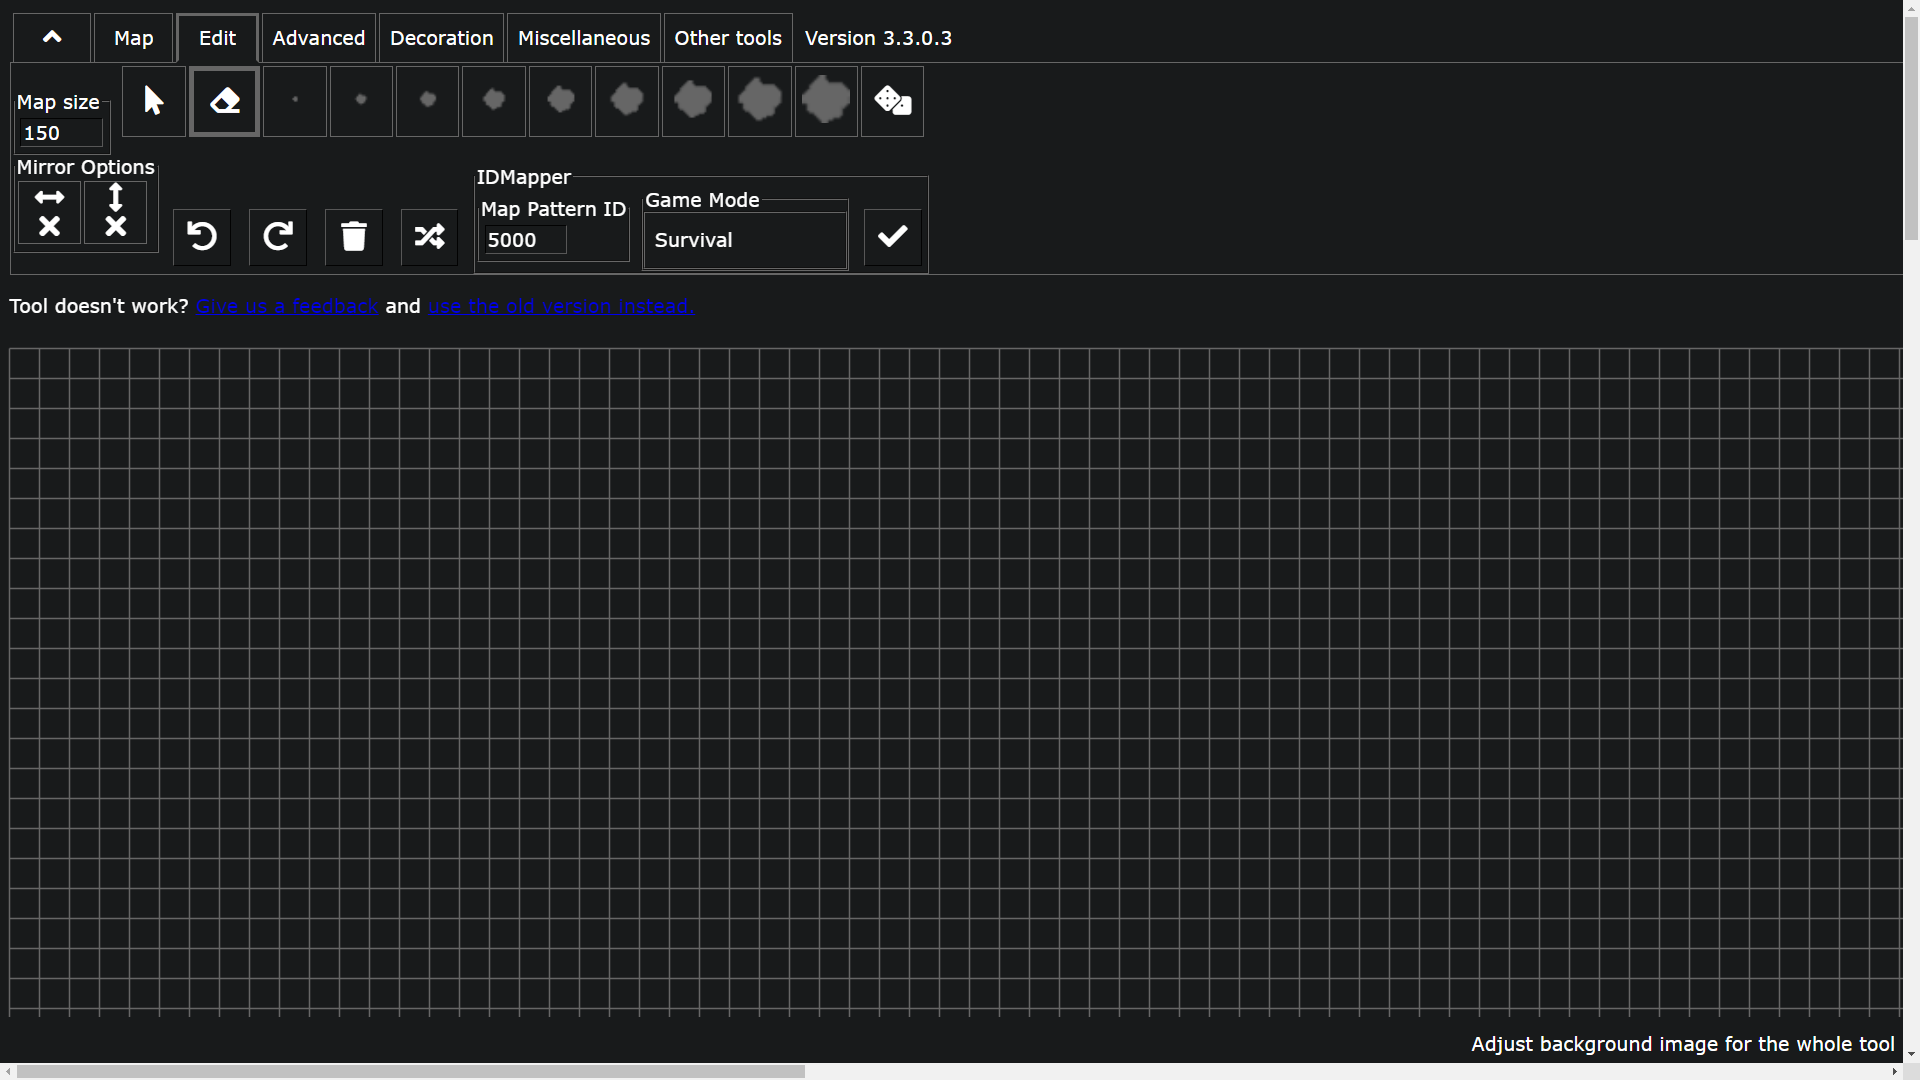 Map Edit Advanced Decoration Miscellaneous Other tools Version 3.3.0.3
Map size
150
Mirror Options
IDMapper
Map Pattern ID
5000
Game Mode
Survival
Tool doesn't work? Give us a feedback and use the old version instead.
Adjust background image for the whole tool